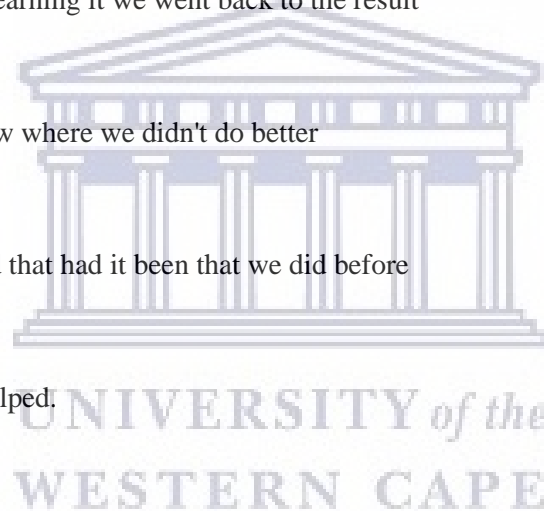 earning it we went back to the result
w where we didn't do better
that had it been that we did before
lped.
UNIVERSITY of the
WESTERN CAPE